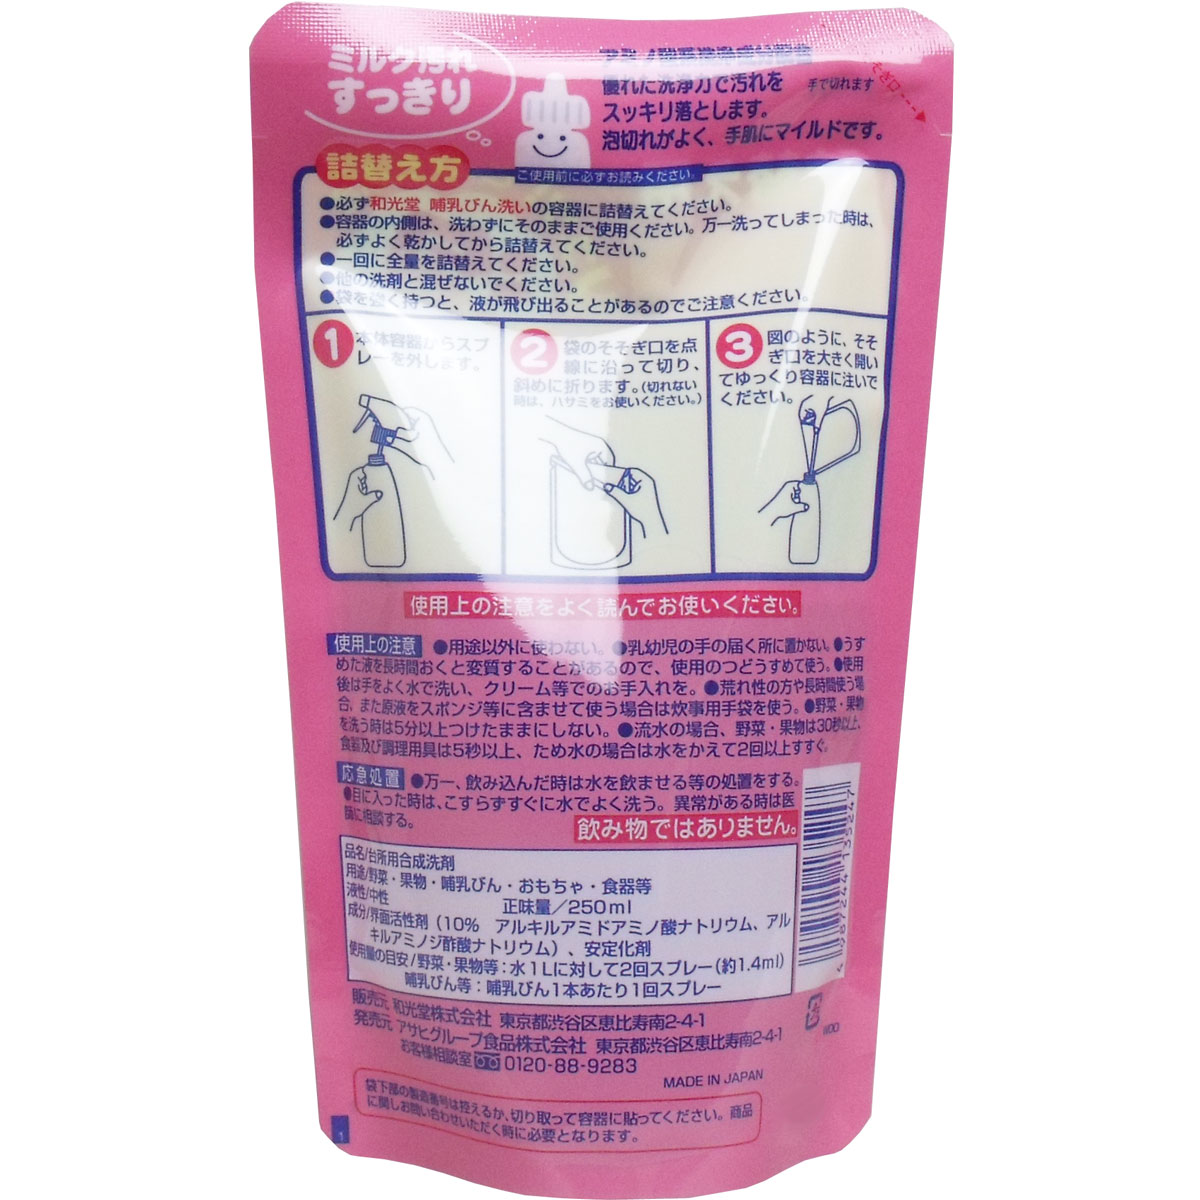 ミルク汚れ
すっきり
優れた洗浄力で汚れを
スッキリ落とします。
泡切れがよく、手肌にマイルドです。
手で切れます
詰替え方
ご使用前に必ずお読みください。
●必ず和光堂 哺乳びん洗いの容器に詰替えてください。
●容器の内側は、洗わずにそのままご使用ください。万一洗ってしまった時は、
必ずよく乾かしてから詰替えてください。
●一回に全量を詰替えてください。
●他の洗剤と混ぜないでください。
●袋を強く持つと、液が飛び出ることがあるのでご注意ください。
1 本体容器からスプ
レーを外します。
2 袋のそそぎ口を点
線に沿って切り、
斜めに折ります。(切れない
時は、ハサミをお使いください。)
3 図のように、そそ
ぎ口を大きく開い
てゆっくり容器に注いで
ください。
使用上の注意をよく読んでお使いください。
使用上の注意 ●用途以外に使わない。●乳幼児の手の届く所に置かない。●うす
めた液を長時間おくと変質することがあるので、使用のつどうすめて使う。●使用
後は手をよく水で洗い、クリーム等でのお手入れを。●荒れ性の方や長時間使う場
合、また原液をスポンジ等に含ませて使う場合は炊事用手袋を使う。●野菜・果物
を洗う時は5分以上つけたままにしない。●流水の場合、野菜・果物は30秒以上、
食器及び調理用具は5秒以上、ため水の場合は水をかえて2回以上すすぐ。
応急処置 ●万一、飲み込んだ時は水を飲ませる等の処置をする。
●目に入った時は、こすらずすぐに水でよく洗う。異常がある時は医
師に相談する。
飲み物ではありません。
品名/台所用合成洗剤
用途/野菜・果物・哺乳びん・おもちゃ・食器等
液性/中性 正味量/250ml
成分/界面活性剤(10% アルキルアミドアミノ酸ナトリウム、アル
キルアミノジ酢酸ナトリウム)、安定化剤
使用量の目安/野菜・果物等:水1Lに対して2回スプレー(約1.4ml)
哺乳びん等:哺乳びん1本あたり1回スプレー
4 987244 135247
販売元 和光堂株式会社 東京都渋谷区恵比寿南2-4-1
発売元 アサヒグループ食品株式会社 東京都渋谷区恵比寿南2-4-1
お客様相談室 0120-88-9283
MADE IN JAPAN
袋下部の製造番号は控えるか、切り取って容器に貼ってください。商品
に関しお問い合わせいただく時に必要となります。
1